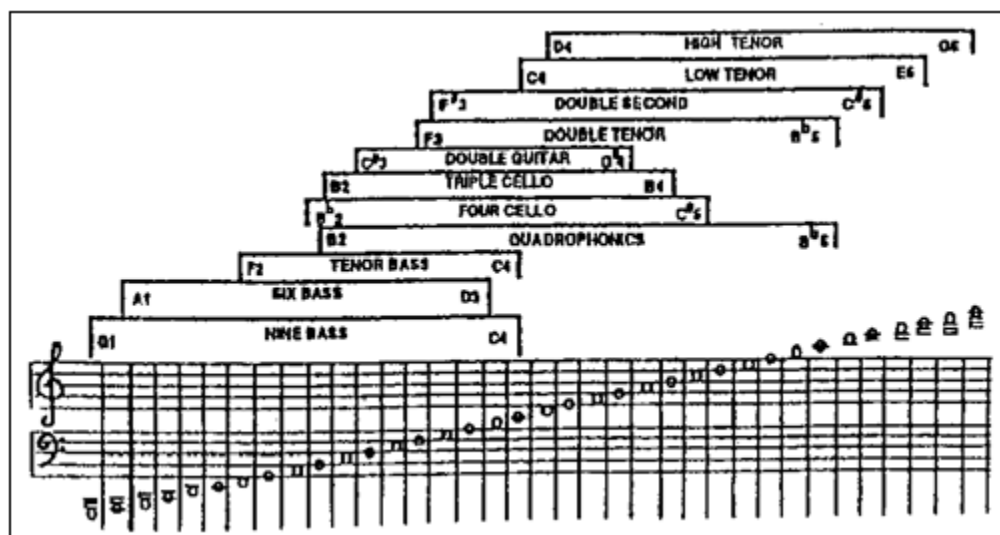 D4 HIGH TENOR
C4 LOW TENOR E6
F#3 DOUBLE SECOND C#6
F3 DOUBLE TENOR Bb5
C#3 DOUBLE GUITAR
B2 TRIPLE CELLO B4
Bb2 FOUR CELLO C#5
B2 QUADROPHONICS Bb5
F2 TENOR BASS C4
A1 SIX BASS D3
G1 NINE BASS C4